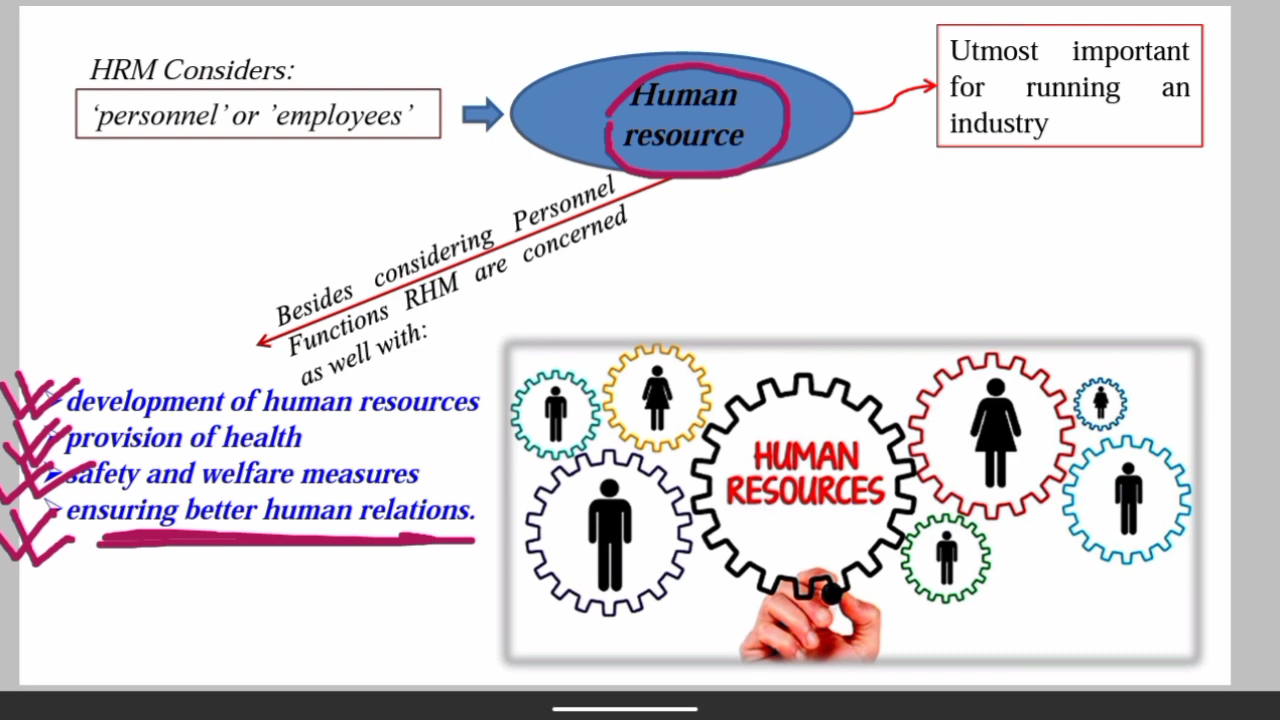 HRM Considers:
‘personnel’ or ’employees’
Human
resource
Utmost important
for running an
industry
Besides considering Personnel
Functions RHM are concerned
as well with:
development of human resources
provision of health
safety and welfare measures
ensuring better human relations.
HUMAN
RESOURCES